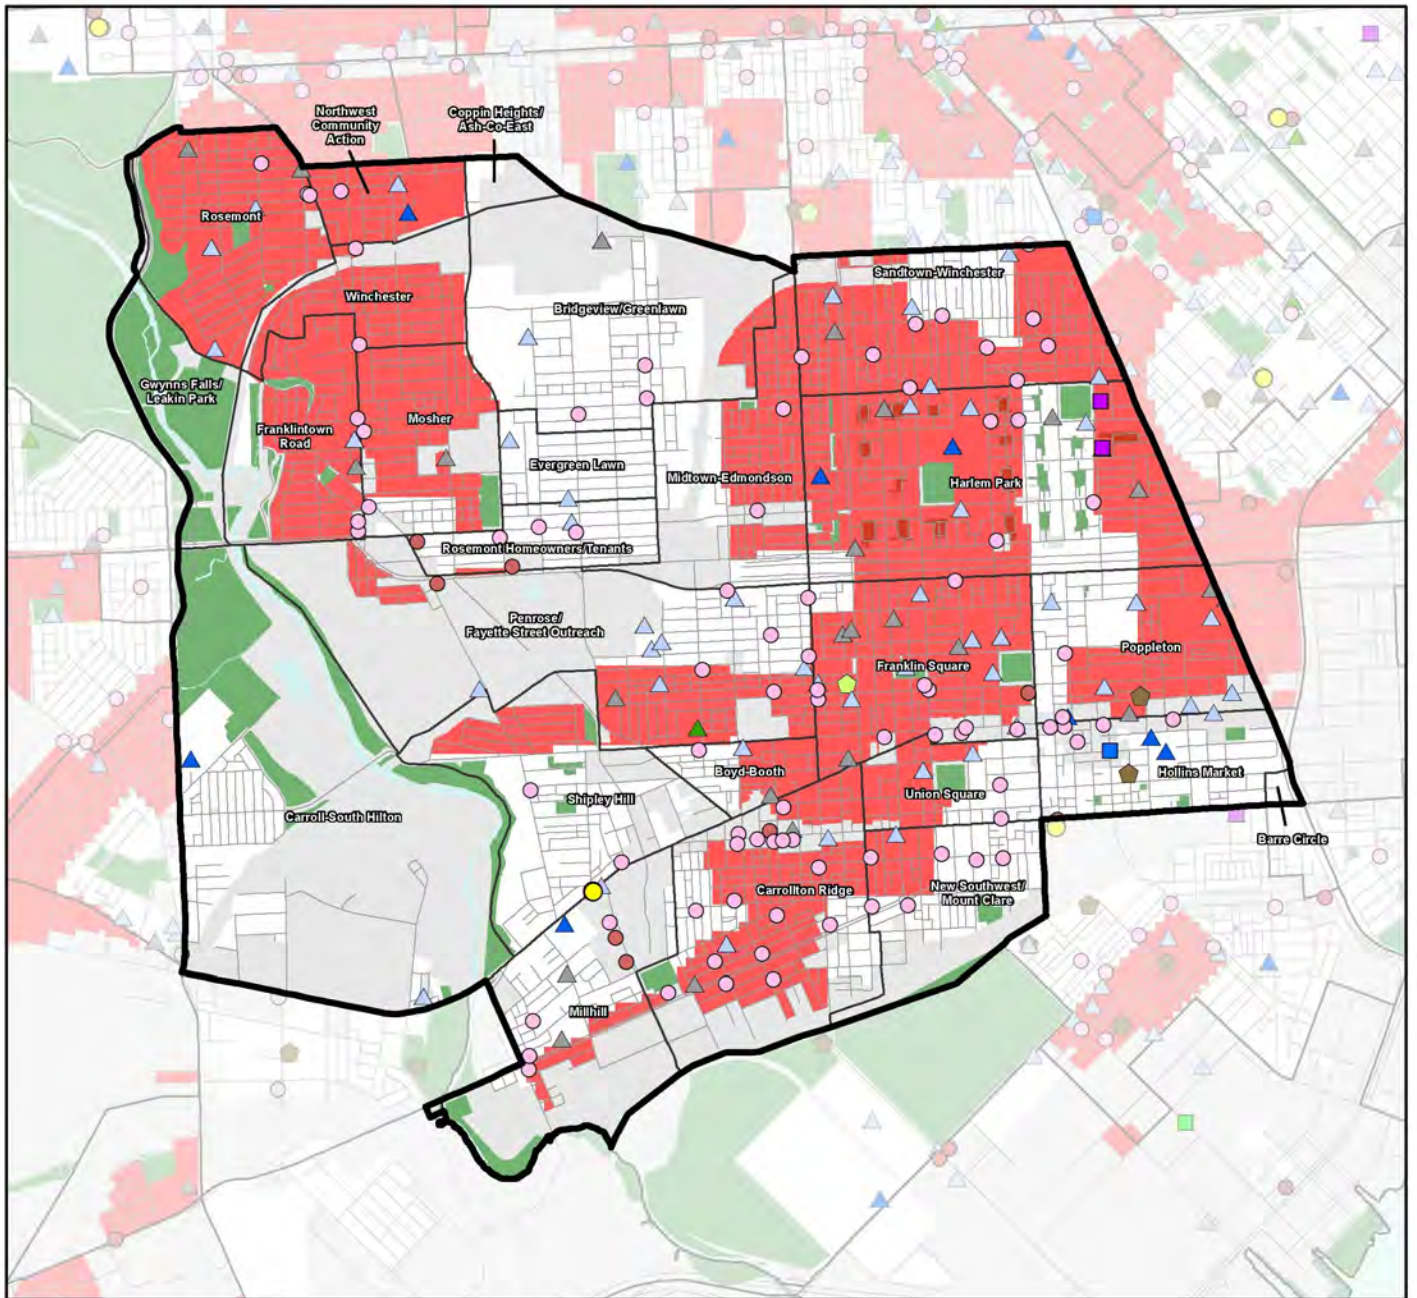 Northwest
Community
Action
Coppin Heights/
Ash-Co-East
Rosemont
Sandtown-Winchester
Winchester
Bridgeview/Greenlawn
Gwynns Falls/
Leakin Park
Franklintown
Road
Mosher
Evergreen Lawn
Midtown-Edmondson
Harlem Park
Rosemont Homeowners/Tenants
Penrose/
Fayette Street Outreach
Franklin Square
Poppleton
Boyd-Booth
Hollins Market
Shipley Hill
Union Square
Carroll-South Hilton
Barre Circle
Carrollton Ridge
New Southwest/
Mount Clare
Millhill